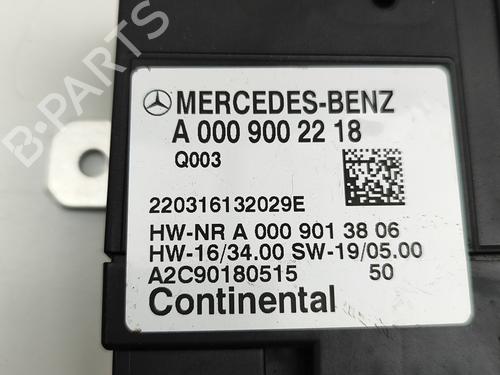 MERCEDES-BENZ
A 000 900 22 18
Q003
220316132029E
HW-NR A 000 901 38 06
HW-16/34.00 SW-19/05.00
A2C90180515 50
Continental
B-PARTS